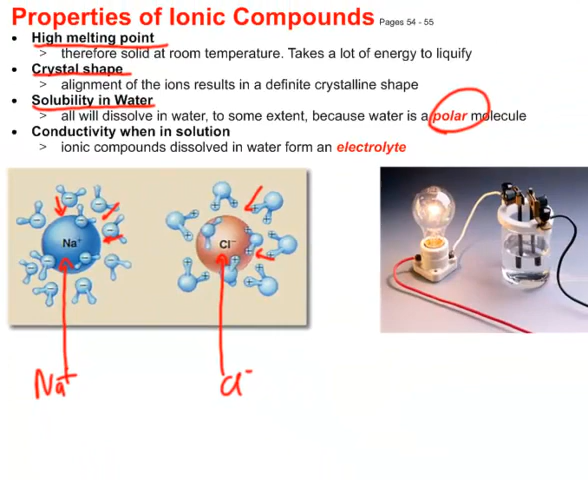 Properties of Ionic Compounds Pages 54 - 55
• High melting point
> therefore solid at room temperature. Takes a lot of energy to liquify
• Crystal shape
> alignment of the ions results in a definite crystalline shape
• Solubility in Water
> all will dissolve in water, to some extent, because water is a polar molecule
• Conductivity when in solution
> ionic compounds dissolved in water form an electrolyte
Na⁺
Cl⁻
Na⁺
Cl⁻